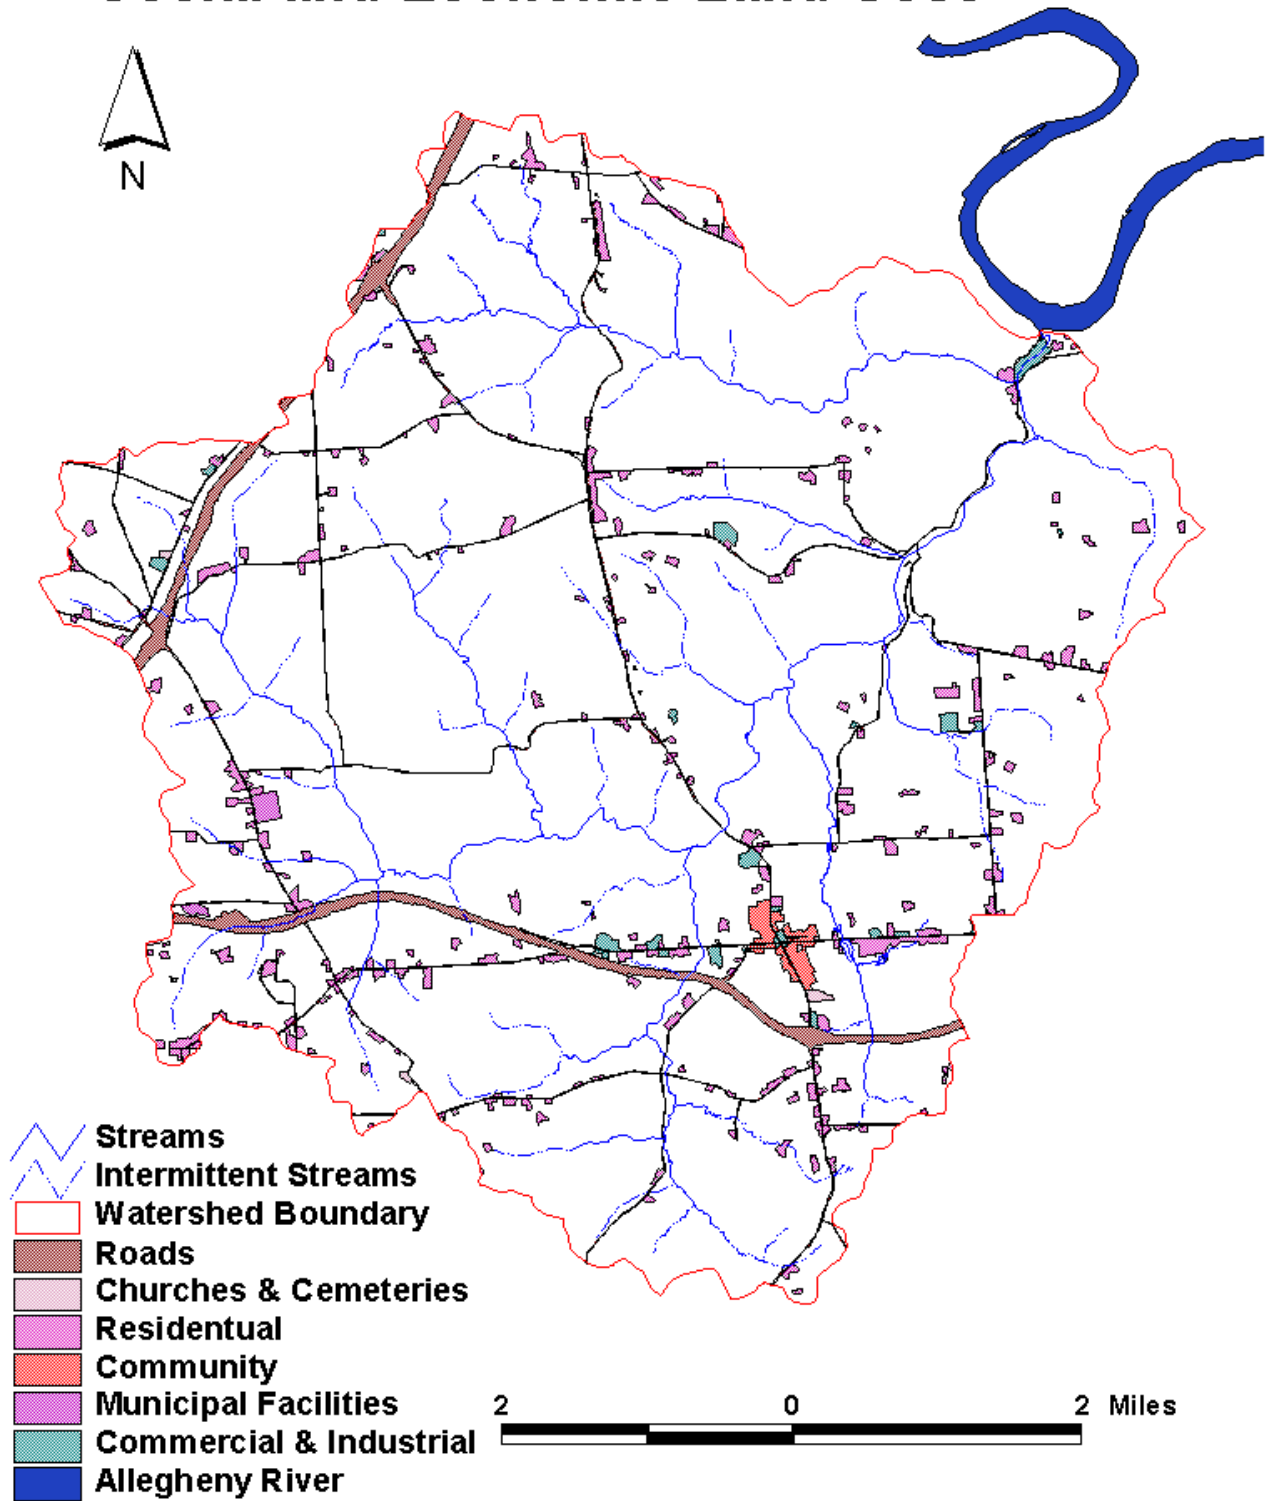 N
Streams
Intermittent Streams
Watershed Boundary
Roads
Churches & Cemeteries
Residentual
Community
Municipal Facilities
Commercial & Industrial
Allegheny River
2 0 2 Miles